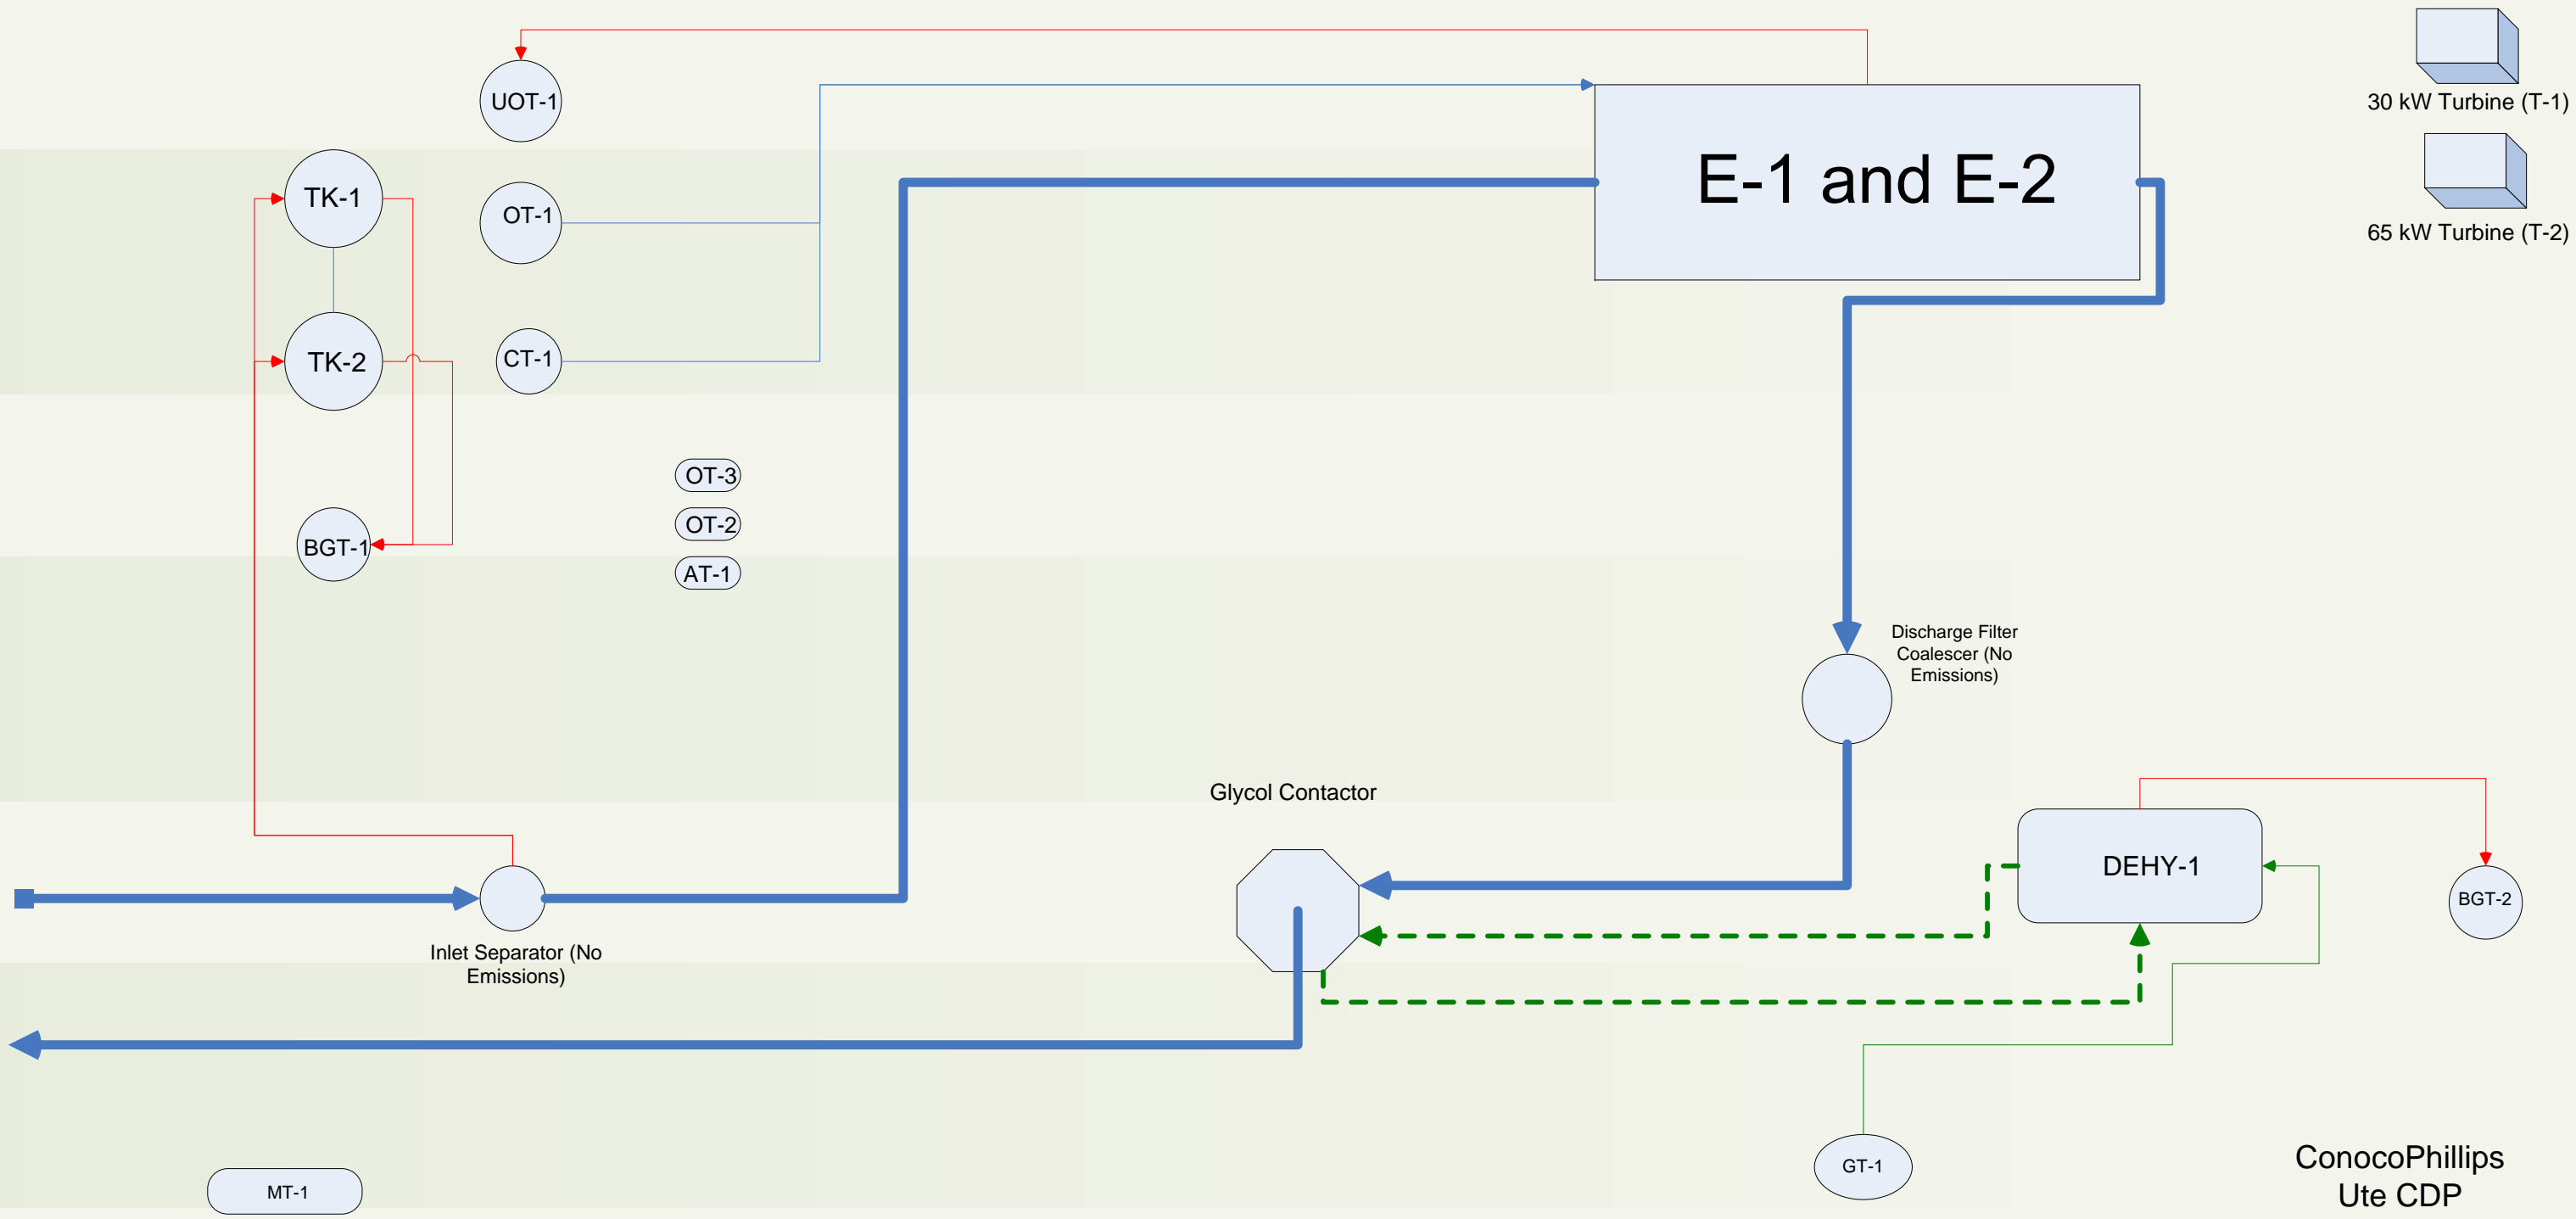 UOT-1
30 kW Turbine (T-1)
E-1 and E-2
TK-1
OT-1
65 kW Turbine (T-2)
TK-2
CT-1
OT-3
OT-2
BGT-1
AT-1
Discharge Filter
Coalescer (No
Emissions)
Glycol Contactor
DEHY-1
BGT-2
Inlet Separator (No
Emissions)
GT-1
MT-1
ConocoPhillips
Ute CDP